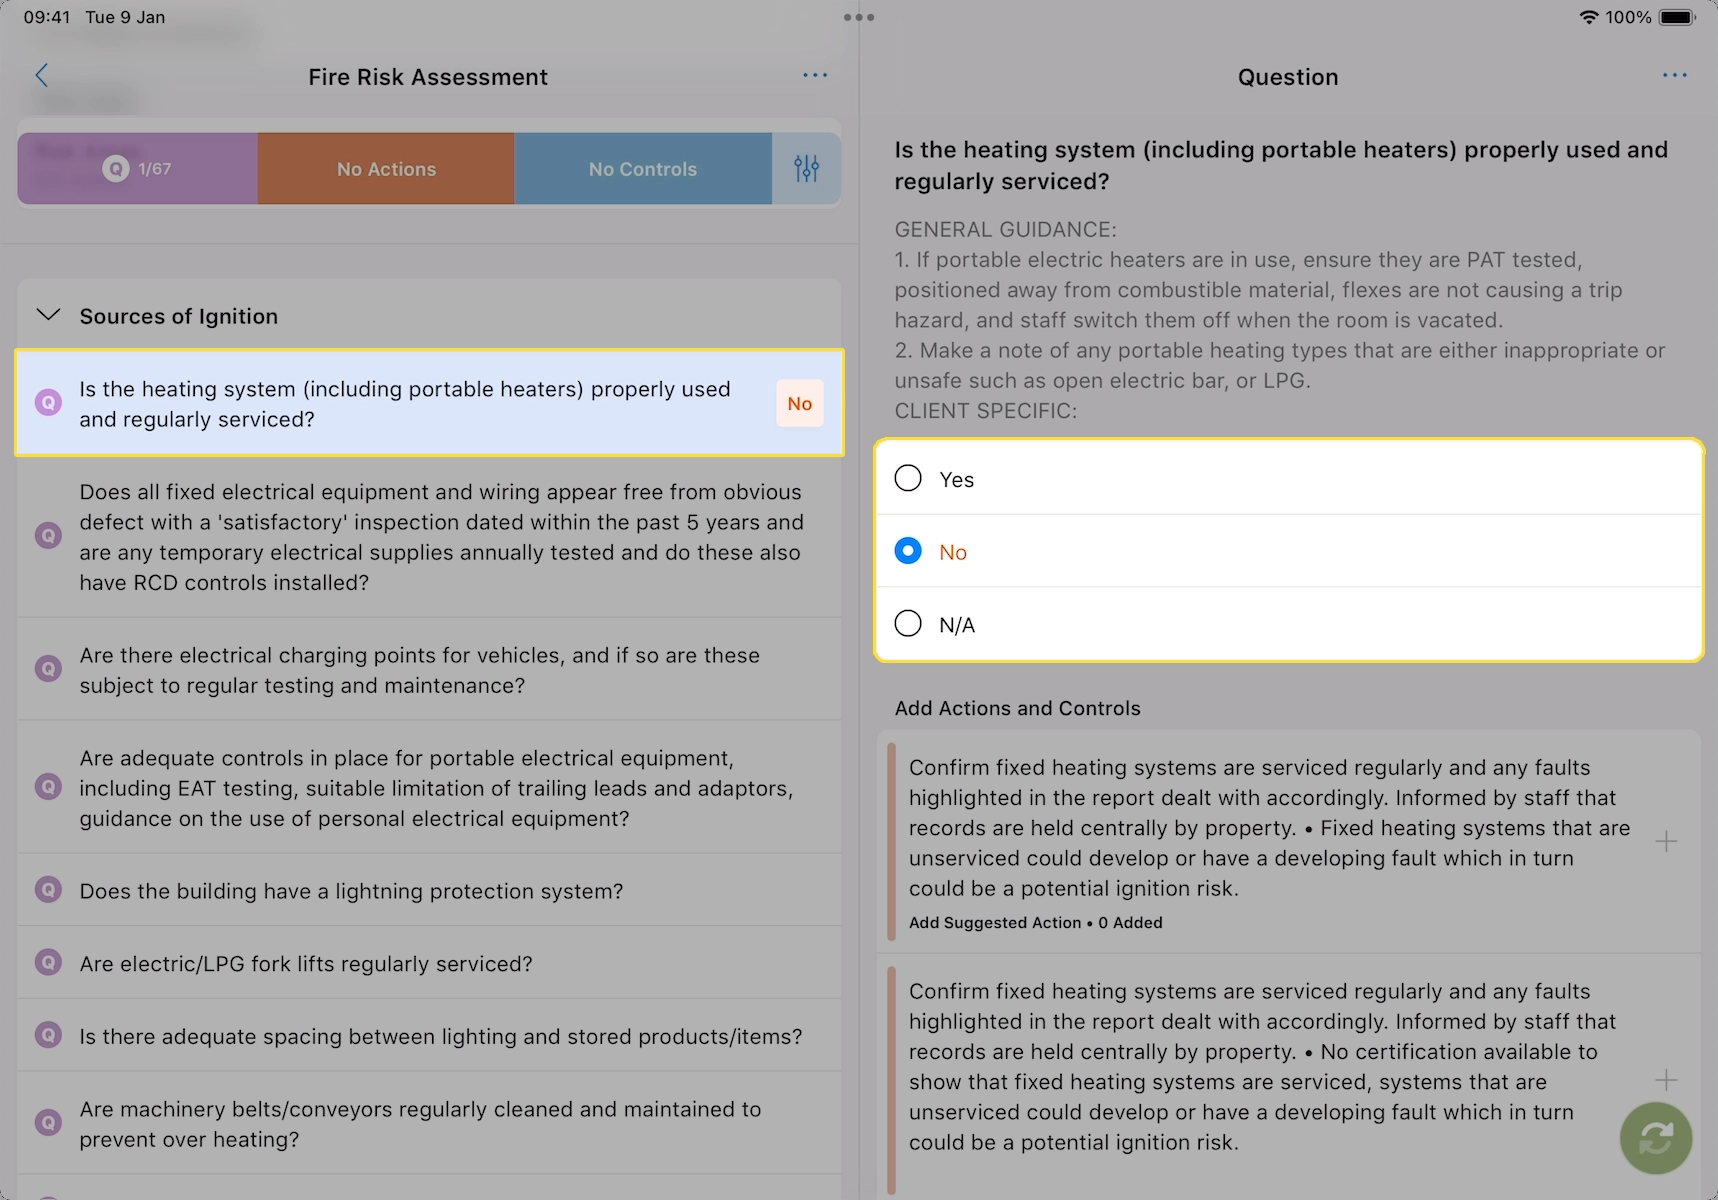 09:41 Tue 9 Jan
100%
Fire Risk Assessment
Q 1/67
No Actions
No Controls
Sources of Ignition
Q
Is the heating system (including portable heaters) properly used
and regularly serviced?
No
Q
Does all fixed electrical equipment and wiring appear free from obvious
defect with a 'satisfactory' inspection dated within the past 5 years and
are any temporary electrical supplies annually tested and do these also
have RCD controls installed?
Q
Are there electrical charging points for vehicles, and if so are these
subject to regular testing and maintenance?
Q
Are adequate controls in place for portable electrical equipment,
including EAT testing, suitable limitation of trailing leads and adaptors,
guidance on the use of personal electrical equipment?
Q
Does the building have a lightning protection system?
Q
Are electric/LPG fork lifts regularly serviced?
Q
Is there adequate spacing between lighting and stored products/items?
Q
Are machinery belts/conveyors regularly cleaned and maintained to
prevent over heating?
Question
Is the heating system (including portable heaters) properly used and
regularly serviced?
GENERAL GUIDANCE:
1. If portable electric heaters are in use, ensure they are PAT tested,
positioned away from combustible material, flexes are not causing a trip
hazard, and staff switch them off when the room is vacated.
2. Make a note of any portable heating types that are either inappropriate or
unsafe such as open electric bar, or LPG.
CLIENT SPECIFIC:
Yes
No
N/A
Add Actions and Controls
Confirm fixed heating systems are serviced regularly and any faults
highlighted in the report dealt with accordingly. Informed by staff that
records are held centrally by property. • Fixed heating systems that are
unserviced could develop or have a developing fault which in turn
could be a potential ignition risk.
Add Suggested Action • 0 Added
Confirm fixed heating systems are serviced regularly and any faults
highlighted in the report dealt with accordingly. Informed by staff that
records are held centrally by property. • No certification available to
show that fixed heating systems are serviced, systems that are
unserviced could develop or have a developing fault which in turn
could be a potential ignition risk.